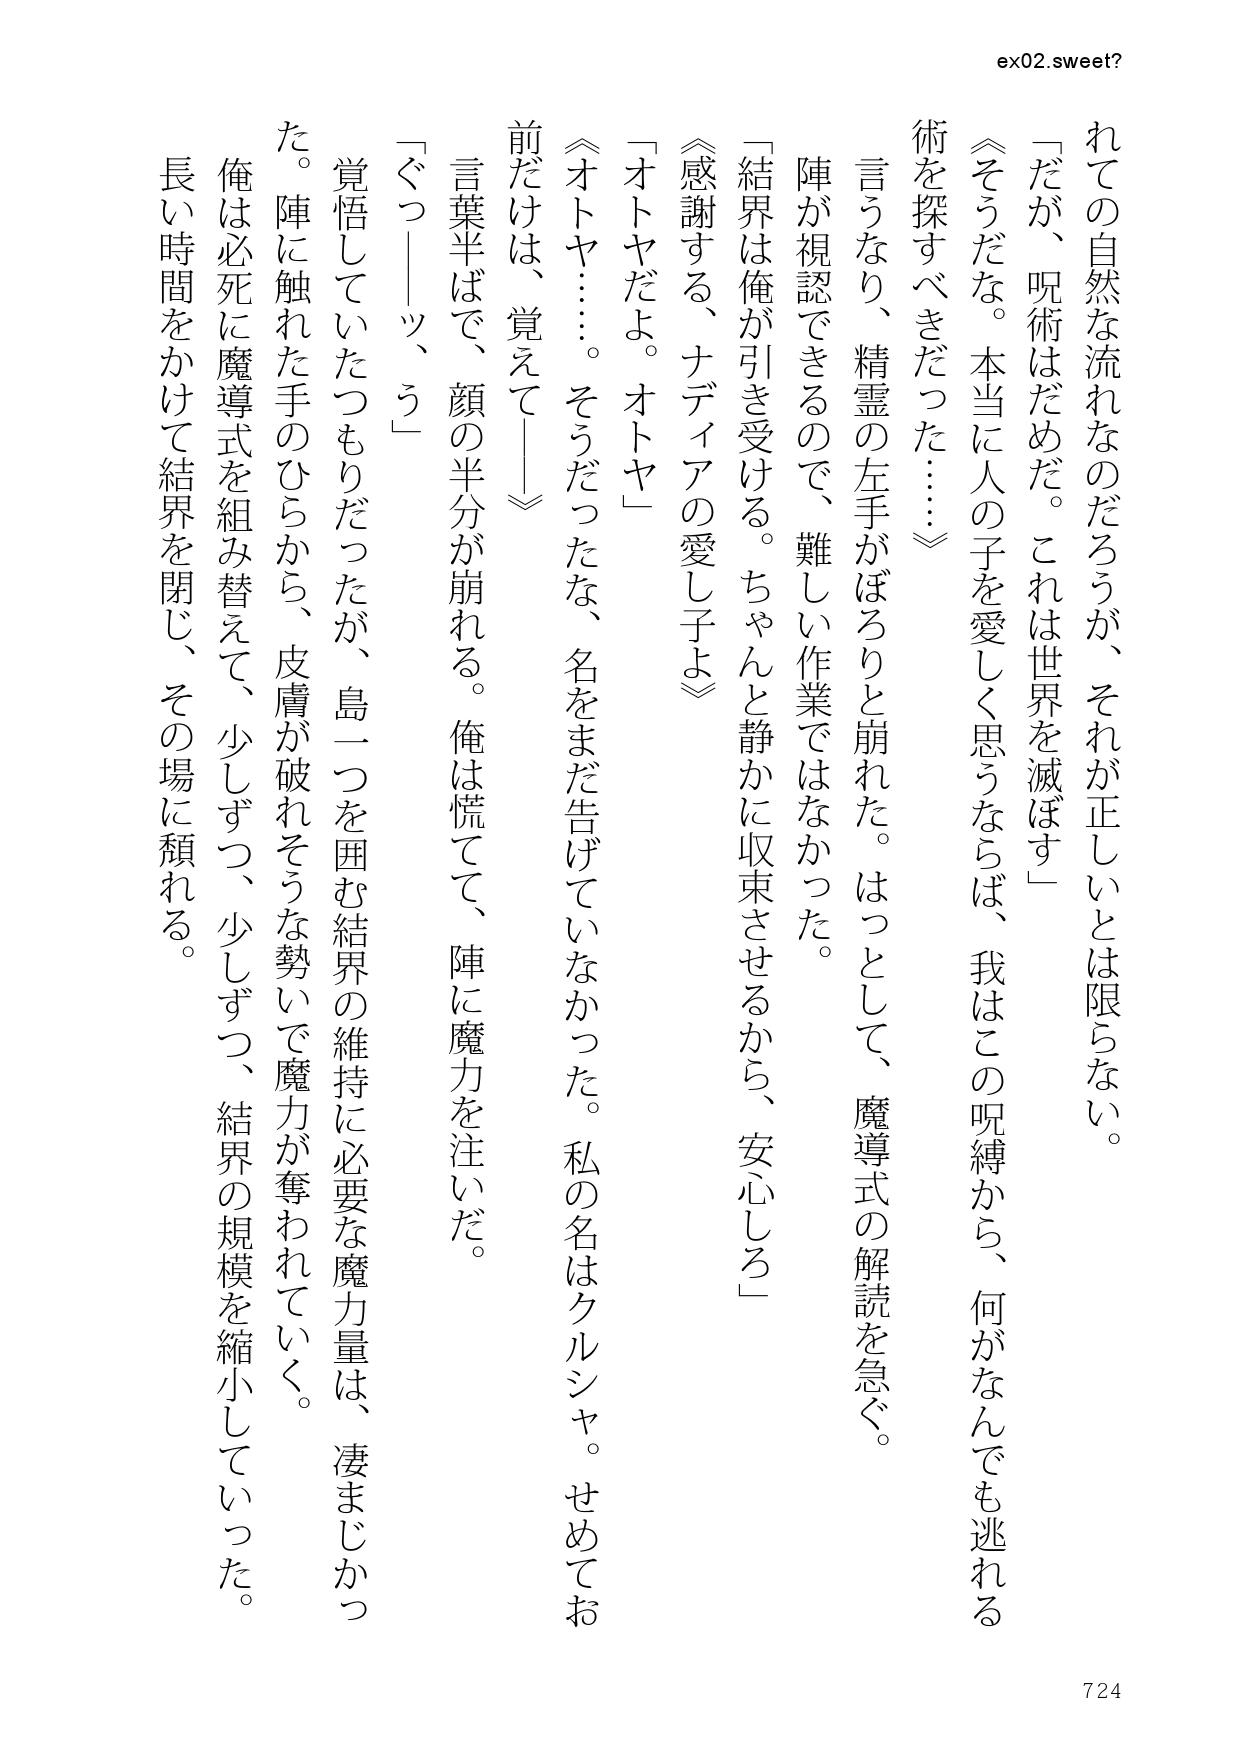 ex02.sweet?
れての自然な流れなのだろうが、それが正しいとは限らない。
「だが、呪術はだめだ。これは世界を滅ぼす」
《そうだな。本当に人の子を愛しく思うならば、我はこの呪縛から、何がなんでも逃れる
術を探すべきだった……》
言うなり、精霊の左手がぼろりと崩れた。はっとして、魔導式の解読を急ぐ。
陣が視認できるので、難しい作業ではなかった。
「結界は俺が引き受ける。ちゃんと静かに収束させるから、安心しろ」
《感謝する、ナディアの愛し子よ》
「オトヤだよ。オトヤ」
《オトヤ……。そうだったな、名をまだ告げていなかった。私の名はクルシャ。せめてお
前だけは、覚えて――》
言葉半ばで、顔の半分が崩れる。俺は慌てて、陣に魔力を注いだ。
「ぐっ――ッ、う」
覚悟していたつもりだったが、島一つを囲む結界の維持に必要な魔力量は、凄まじかっ
た。陣に触れた手のひらから、皮膚が破れそうな勢いで魔力が奪われていく。
俺は必死に魔導式を組み替えて、少しずつ、少しずつ、結界の規模を縮小していった。
長い時間をかけて結界を閉じ、その場に頽れる。
724